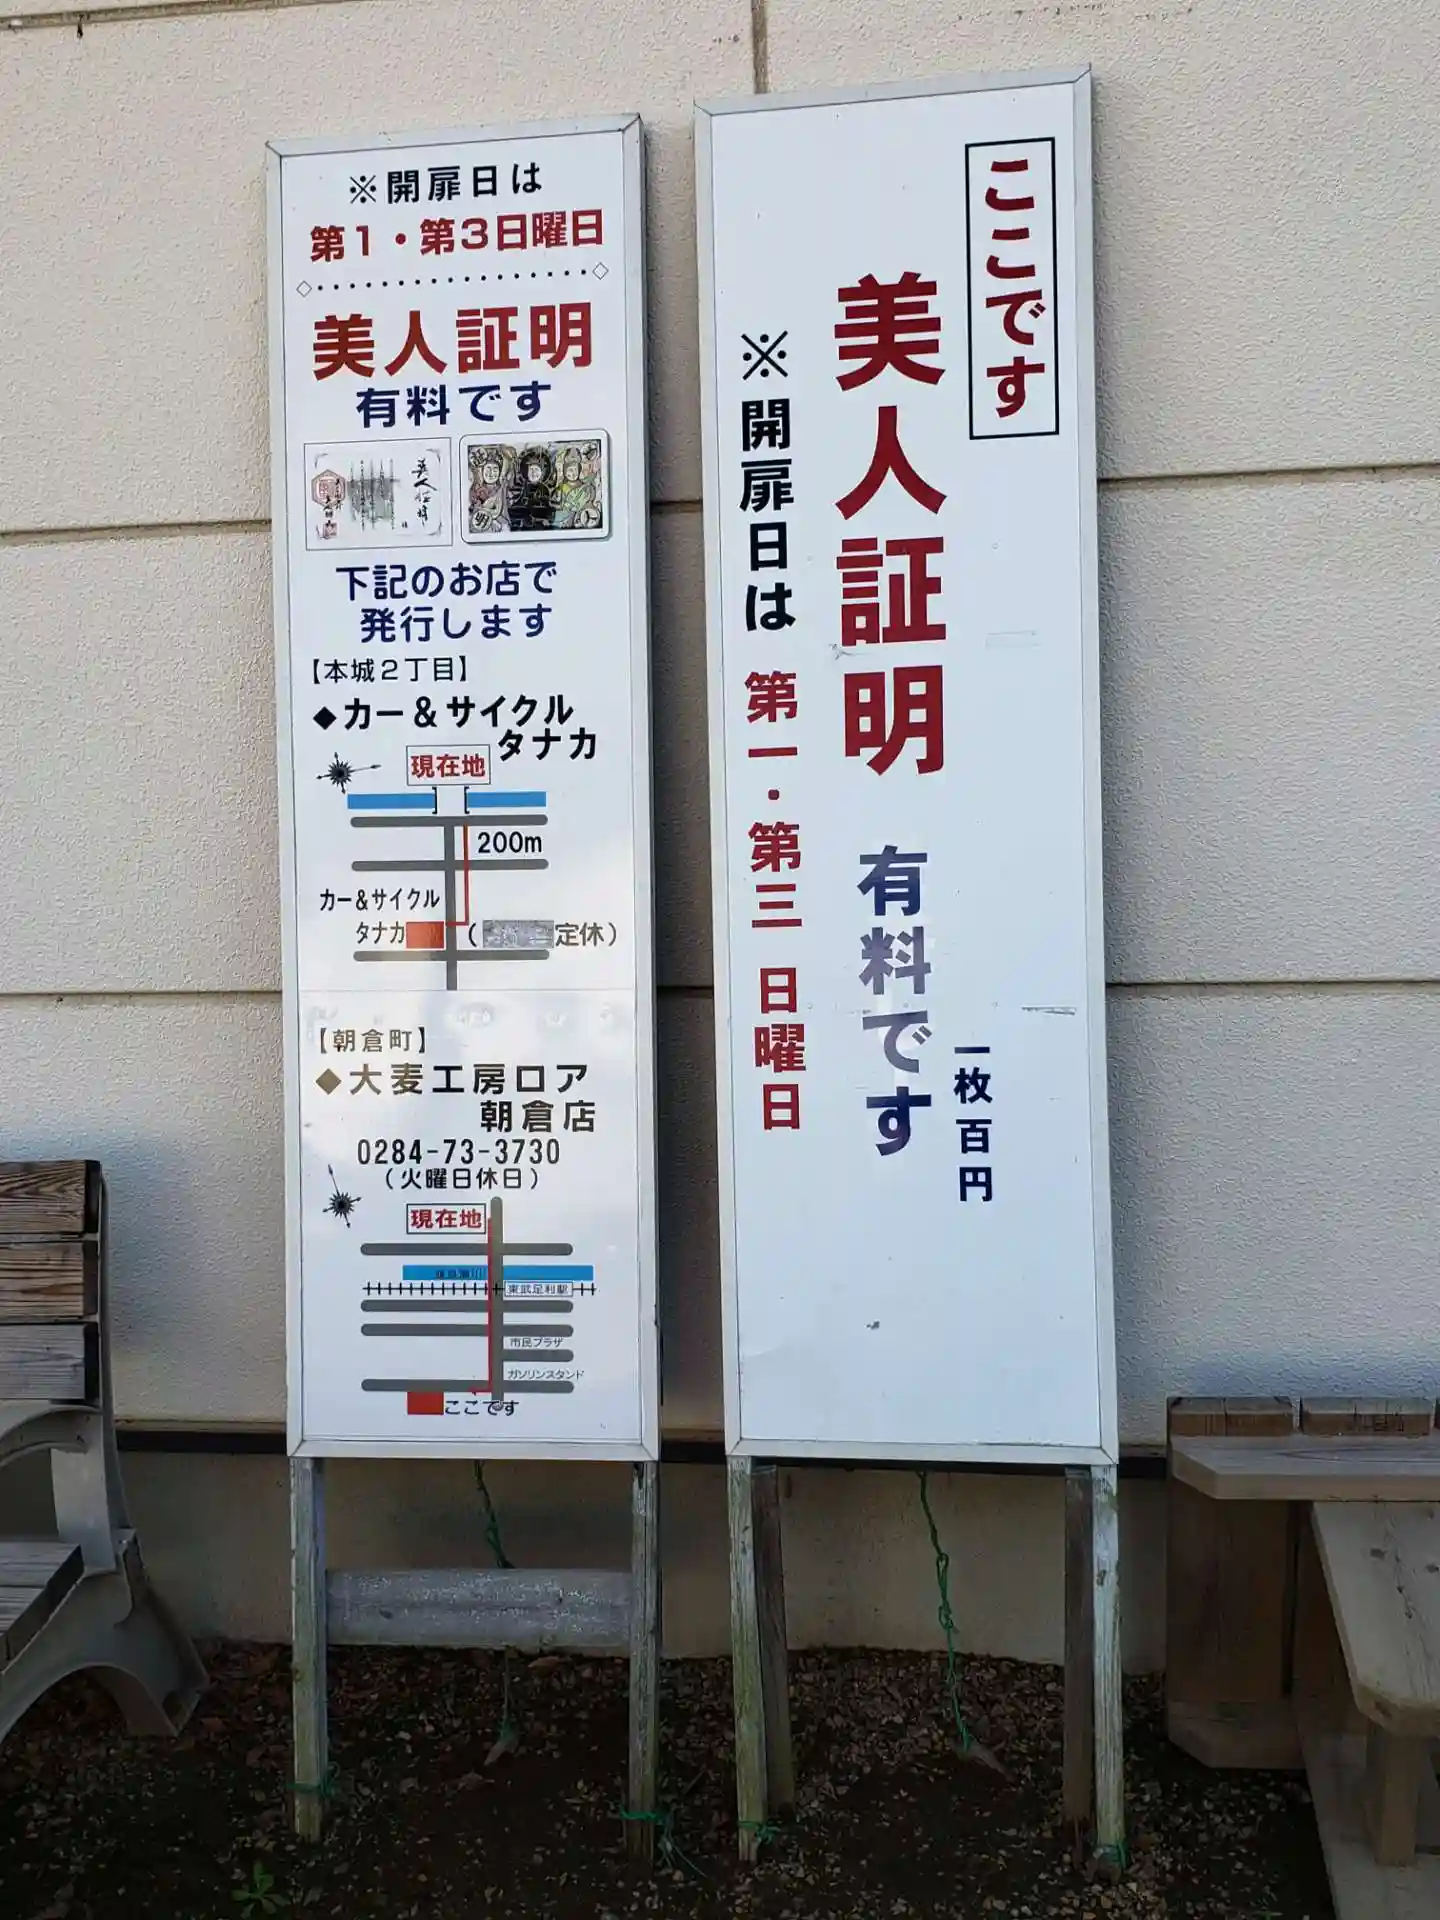 ※開扉日は
第1・第3日曜日
美人証明
有料です
美人証明
証
明
下記のお店で
発行します
【本城2丁目】
◆カー&サイクル
タナカ
現在地
200m
カー&サイクル
タナカ
(
定休)
【朝倉町】
◆大麦工房ロア
朝倉店
0284-73-3730
(火曜日休日)
現在地
東武足利駅
市民プラザ
ガソリンスタンド
ここです
ここです
美人証明 有料です
一枚百円
※開扉日は 第一・第三 日曜日